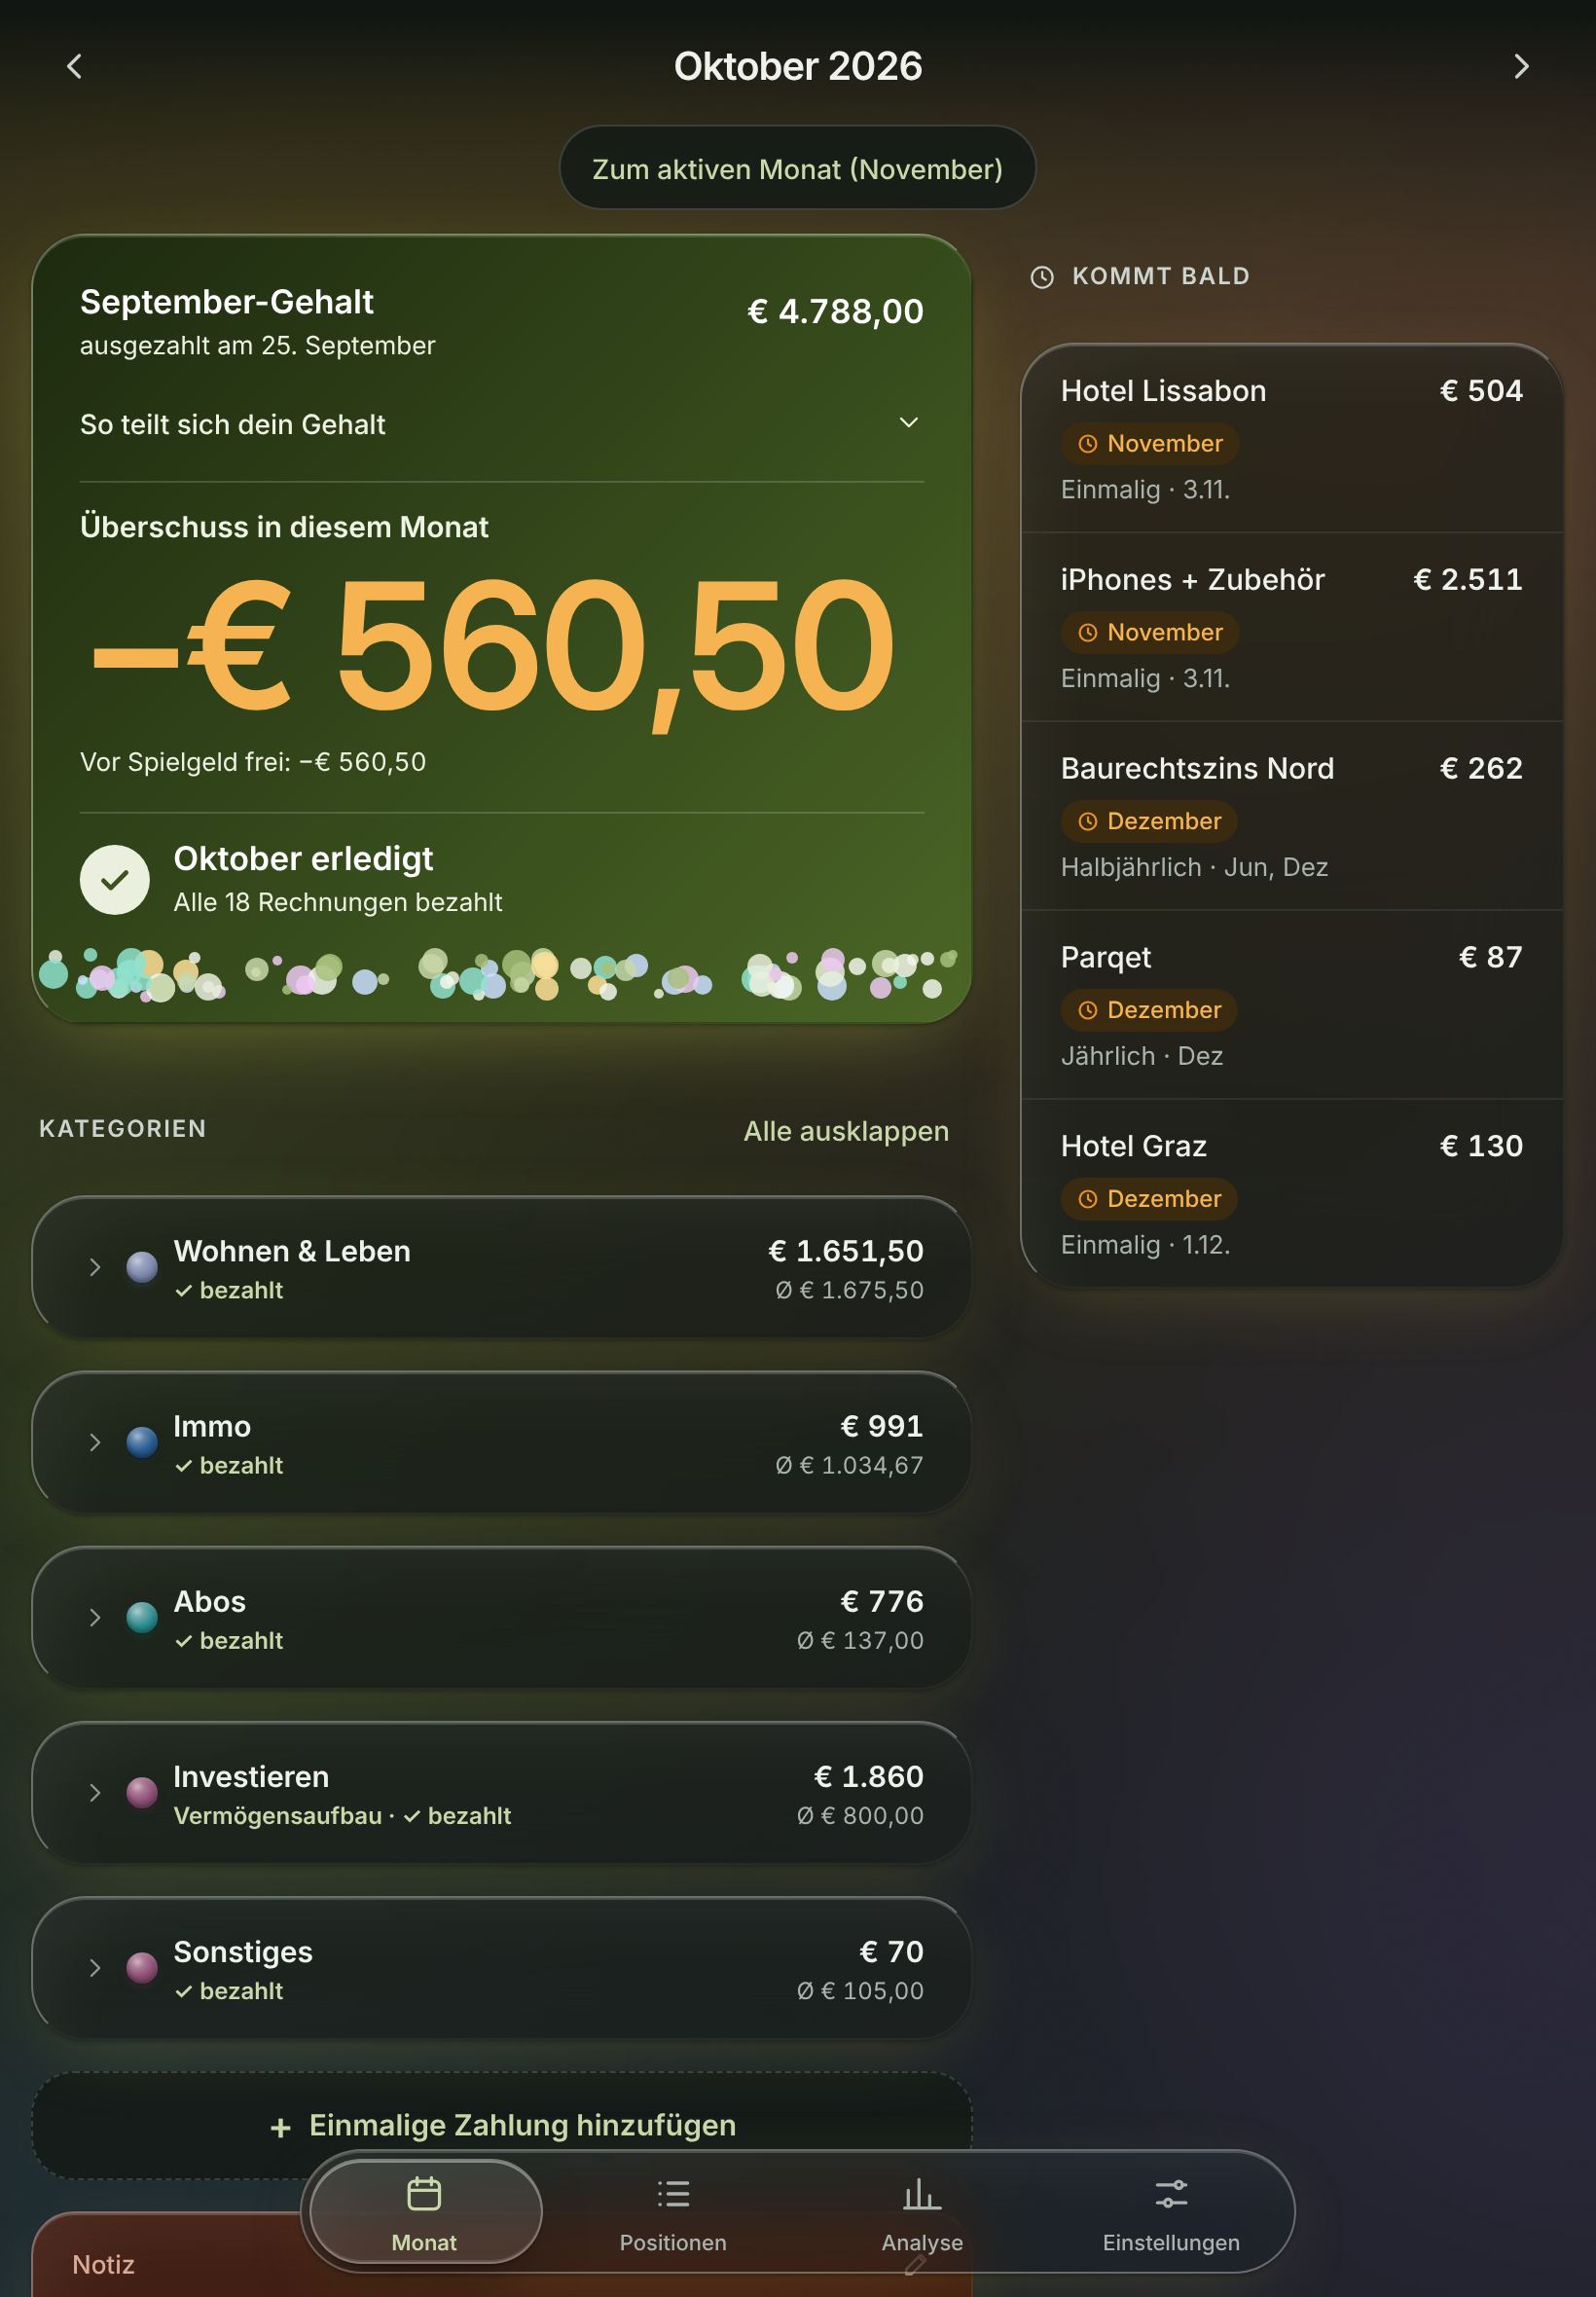 Oktober 2026
Zum aktiven Monat (November)
September-Gehalt
€ 4.788,00
ausgezahlt am 25. September
So teilt sich dein Gehalt
Überschuss in diesem Monat
−€ 560,50
Vor Spielgeld frei: −€ 560,50
Oktober erledigt
Alle 18 Rechnungen bezahlt
KATEGORIEN
Alle ausklappen
Wohnen & Leben
€ 1.651,50
✓ bezahlt
Ø € 1.675,50
Immo
€ 991
✓ bezahlt
Ø € 1.034,67
Abos
€ 776
✓ bezahlt
Ø € 137,00
Investieren
€ 1.860
Vermögensaufbau · ✓ bezahlt
Ø € 800,00
Sonstiges
€ 70
✓ bezahlt
Ø € 105,00
+ Einmalige Zahlung hinzufügen
Notiz
KOMMT BALD
Hotel Lissabon
€ 504
November
Einmalig · 3.11.
iPhones + Zubehör
€ 2.511
November
Einmalig · 3.11.
Baurechtszins Nord
€ 262
Dezember
Halbjährlich · Jun, Dez
Parqet
€ 87
Dezember
Jährlich · Dez
Hotel Graz
€ 130
Dezember
Einmalig · 1.12.
Monat
Positionen
Analyse
Einstellungen